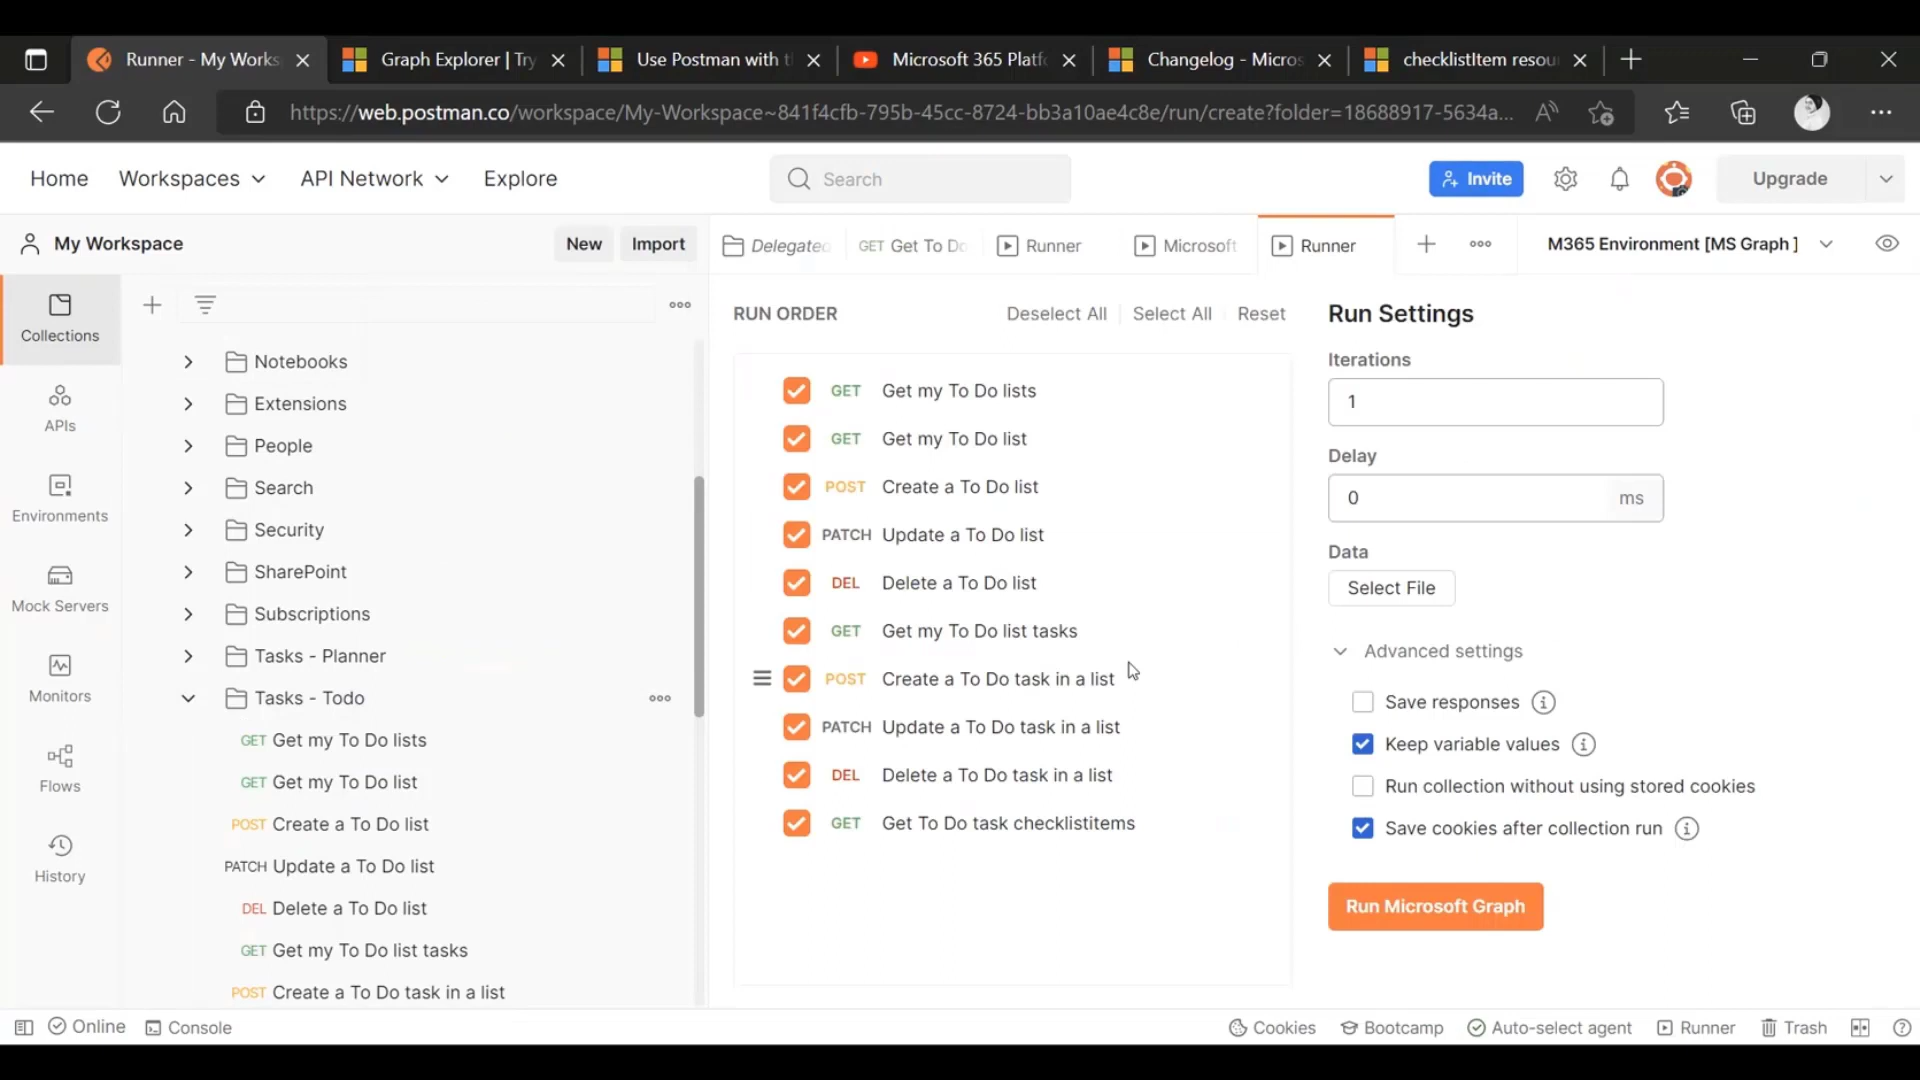 Runner - My Works
Graph Explorer | Try
Use Postman with t
Microsoft 365 Platf
Changelog - Micros
checklistItem resou
https://web.postman.co/workspace/My-Workspace~841f4cfb-795b-45cc-8724-bb3a10ae4c8e/run/create?folder=18688917-5634a...
Home
Workspaces
API Network
Explore
Search
Invite
Upgrade
My Workspace
New
Import
Delegated
GET Get To Do
Runner
Microsoft
Runner
M365 Environment [MS Graph ]
Collections
APIs
Environments
Mock Servers
Monitors
Flows
History
Notebooks
Extensions
People
Search
Security
SharePoint
Subscriptions
Tasks - Planner
Tasks - Todo
GET Get my To Do lists
GET Get my To Do list
POST Create a To Do list
PATCH Update a To Do list
DEL Delete a To Do list
GET Get my To Do list tasks
POST Create a To Do task in a list
RUN ORDER
Deselect All
Select All
Reset
GET Get my To Do lists
GET Get my To Do list
POST Create a To Do list
PATCH Update a To Do list
DEL Delete a To Do list
GET Get my To Do list tasks
POST Create a To Do task in a list
PATCH Update a To Do task in a list
DEL Delete a To Do task in a list
GET Get To Do task checklistitems
Run Settings
Iterations
1
Delay
0 ms
Data
Select File
Advanced settings
Save responses
Keep variable values
Run collection without using stored cookies
Save cookies after collection run
Run Microsoft Graph
Online
Console
Cookies
Bootcamp
Auto-select agent
Runner
Trash